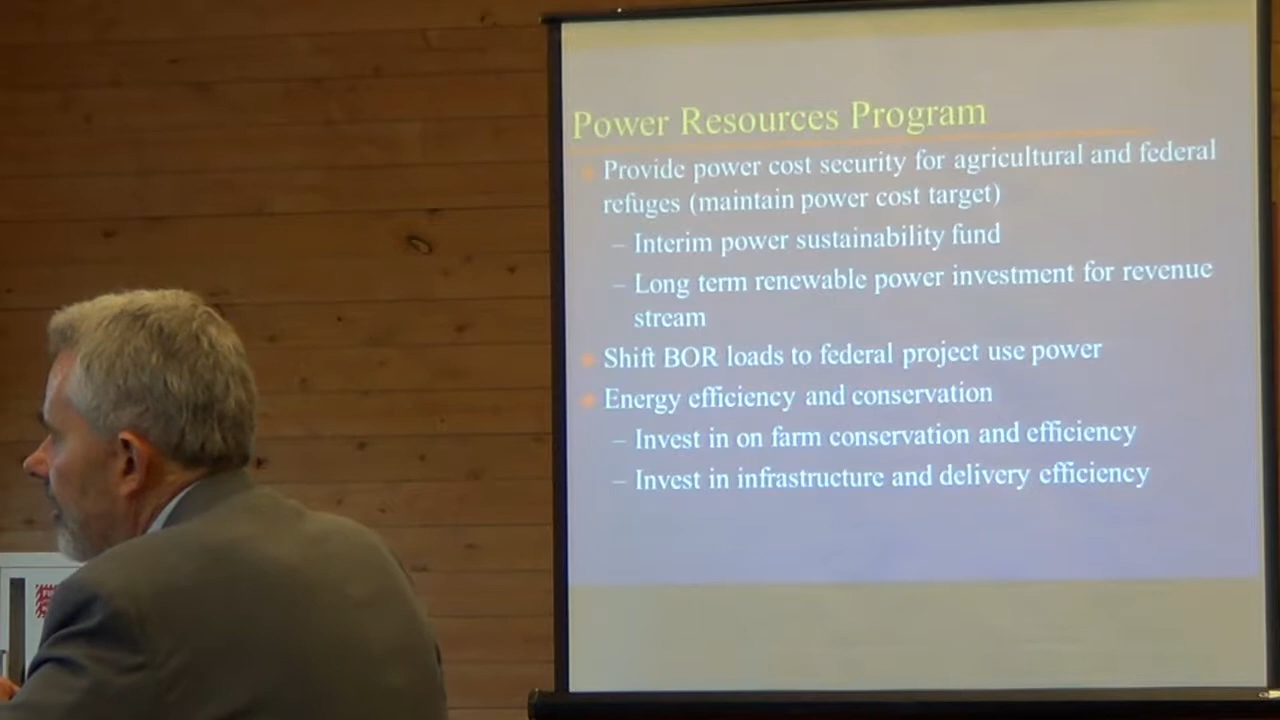 Power Resources Program
Provide power cost security for agricultural and federal
refuges (maintain power cost target)
– Interim power sustainability fund
– Long term renewable power investment for revenue
stream
Shift BOR loads to federal project use power
Energy efficiency and conservation
– Invest in on farm conservation and efficiency
– Invest in infrastructure and delivery efficiency